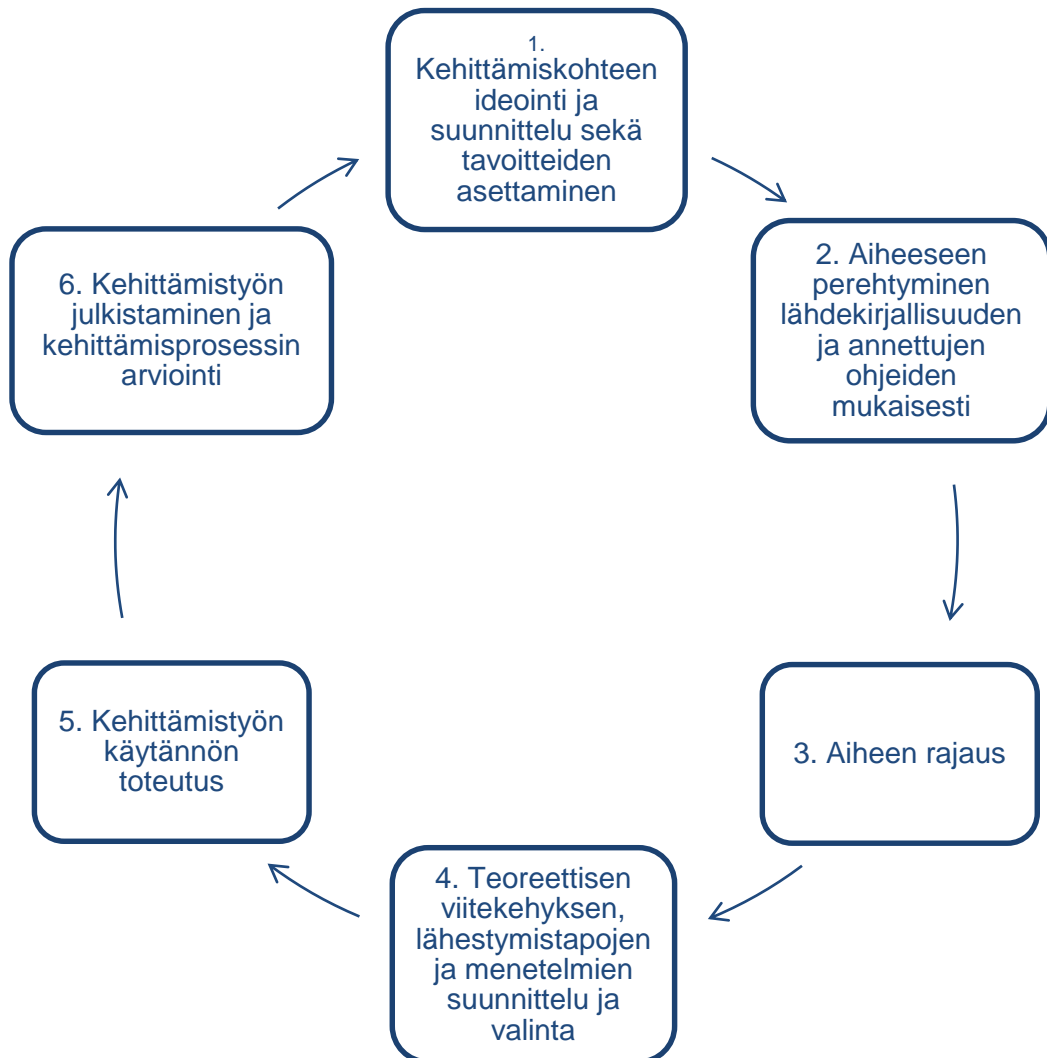 1.
Kehittämiskohteen
ideointi ja
suunnittelu sekä
tavoitteiden
asettaminen
2. Aiheeseen
perehtyminen
lähdekirjallisuuden
ja annettujen
ohjeiden
mukaisesti
3. Aiheen rajaus
4. Teoreettisen
viitekehyksen,
lähestymistapojen
ja menetelmien
suunnittelu ja
valinta
5. Kehittämistyön
käytännön
toteutus
6. Kehittämistyön
julkistaminen ja
kehittämisprosessin
arviointi